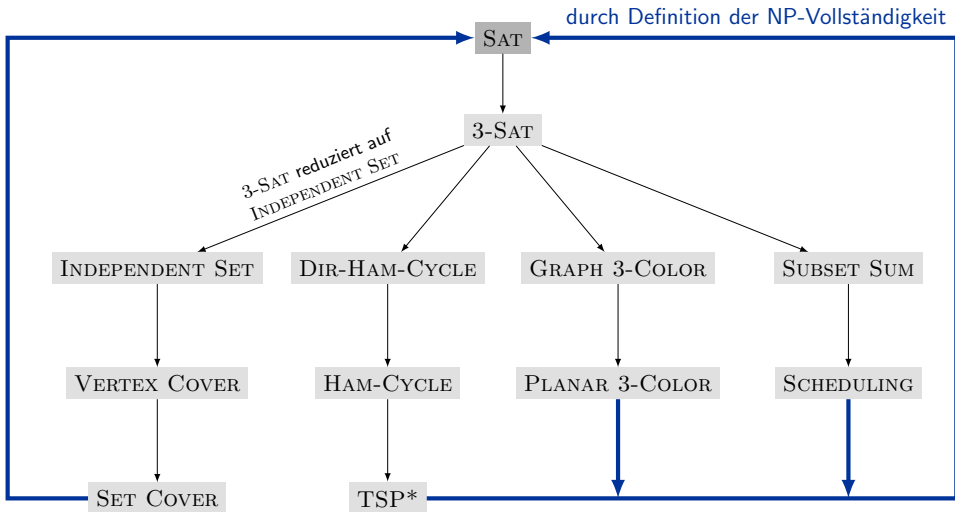 durch Definition der NP-Vollständigkeit
Sat
3-Sat
3-Sat reduziert auf
Independent Set
Independent Set
Dir-Ham-Cycle
Graph 3-Color
Subset Sum
Vertex Cover
Ham-Cycle
Planar 3-Color
Scheduling
Set Cover
TSP*